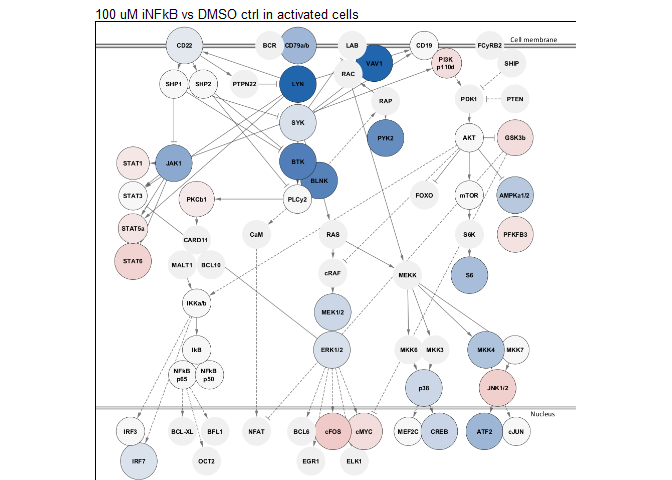 100 uM iNFkB vs DMSO ctrl in activated cells
Cell membrane
CD22
BCR
CD79a/b
LAB
CD19
FCyRB2
VAV1
PI3K
p110d
SHIP
RAC
SHP1
SHP2
PTPN22
LYN
RAP
PDK1
PTEN
SYK
PYK2
AKT
GSK3b
STAT1
JAK1
BTK
BLNK
STAT3
PKCb1
PLCy2
FOXO
mTOR
AMPKa1/2
STAT5a
CARD11
CaM
RAS
S6K
PFKFB3
STAT6
MALT1
BCL10
cRAF
MEKK
S6
IKKa/b
MEK1/2
IkB
ERK1/2
MKK6
MKK3
MKK4
MKK7
NFkB
p65
NFkB
p50
p38
JNK1/2
Nucleus
IRF3
BCL-XL
BFL1
NFAT
BCL6
cFOS
cMYC
MEF2C
CREB
ATF2
cJUN
IRF7
OCT2
EGR1
ELK1